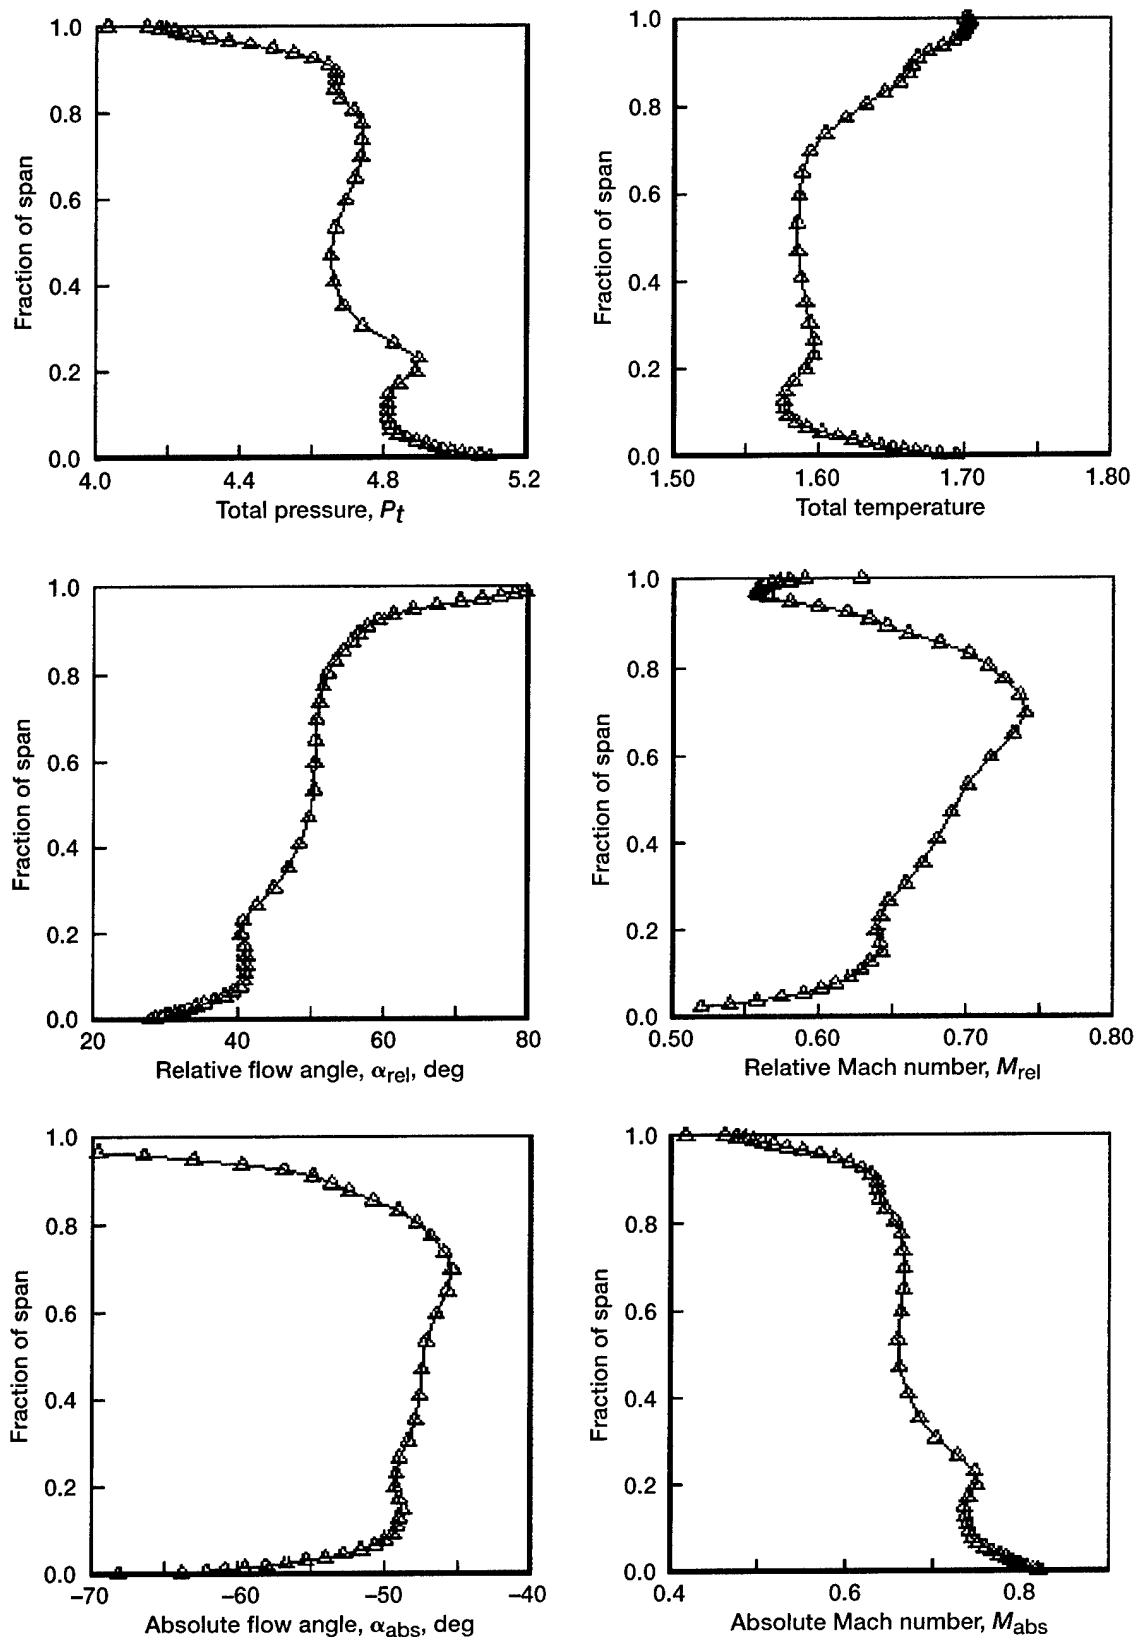 1.0
0.8
0.6
0.4
0.2
0.0
Fraction of span
4.0 4.4 4.8 5.2
Total pressure, Pt
1.0
0.8
0.6
0.4
0.2
0.0
Fraction of span
1.50 1.60 1.70 1.80
Total temperature
1.0
0.8
0.6
0.4
0.2
0.0
Fraction of span
20 40 60 80
Relative flow angle, αrel, deg
1.0
0.8
0.6
0.4
0.2
0.0
Fraction of span
0.50 0.60 0.70 0.80
Relative Mach number, Mrel
1.0
0.8
0.6
0.4
0.2
0.0
Fraction of span
–70 –60 –50 –40
Absolute flow angle, αabs, deg
1.0
0.8
0.6
0.4
0.2
0.0
Fraction of span
0.4 0.6 0.8
Absolute Mach number, Mabs